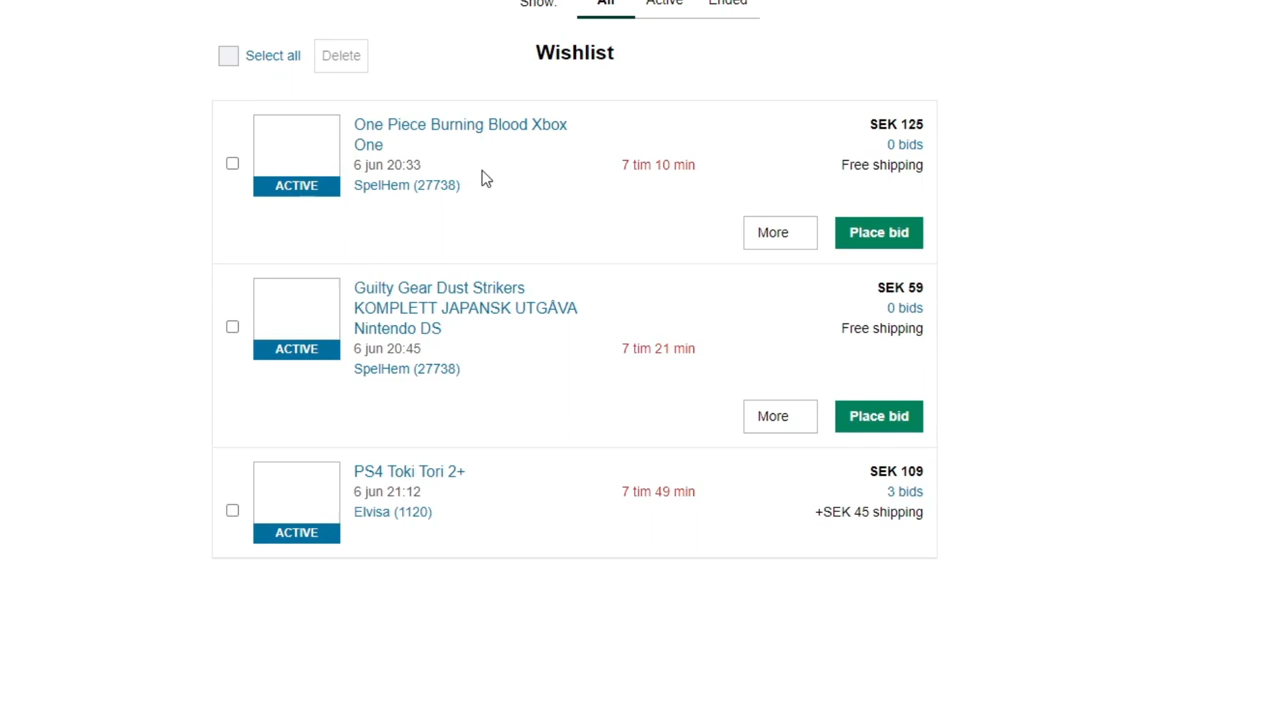 Show: All Active Ended
Select all Delete Wishlist
One Piece Burning Blood Xbox
One
6 jun 20:33
SpelHem (27738)
ACTIVE
7 tim 10 min
SEK 125
0 bids
Free shipping
More Place bid
Guilty Gear Dust Strikers
KOMPLETT JAPANSK UTGÅVA
Nintendo DS
6 jun 20:45
SpelHem (27738)
ACTIVE
7 tim 21 min
SEK 59
0 bids
Free shipping
More Place bid
PS4 Toki Tori 2+
6 jun 21:12
Elvisa (1120)
ACTIVE
7 tim 49 min
SEK 109
3 bids
+SEK 45 shipping